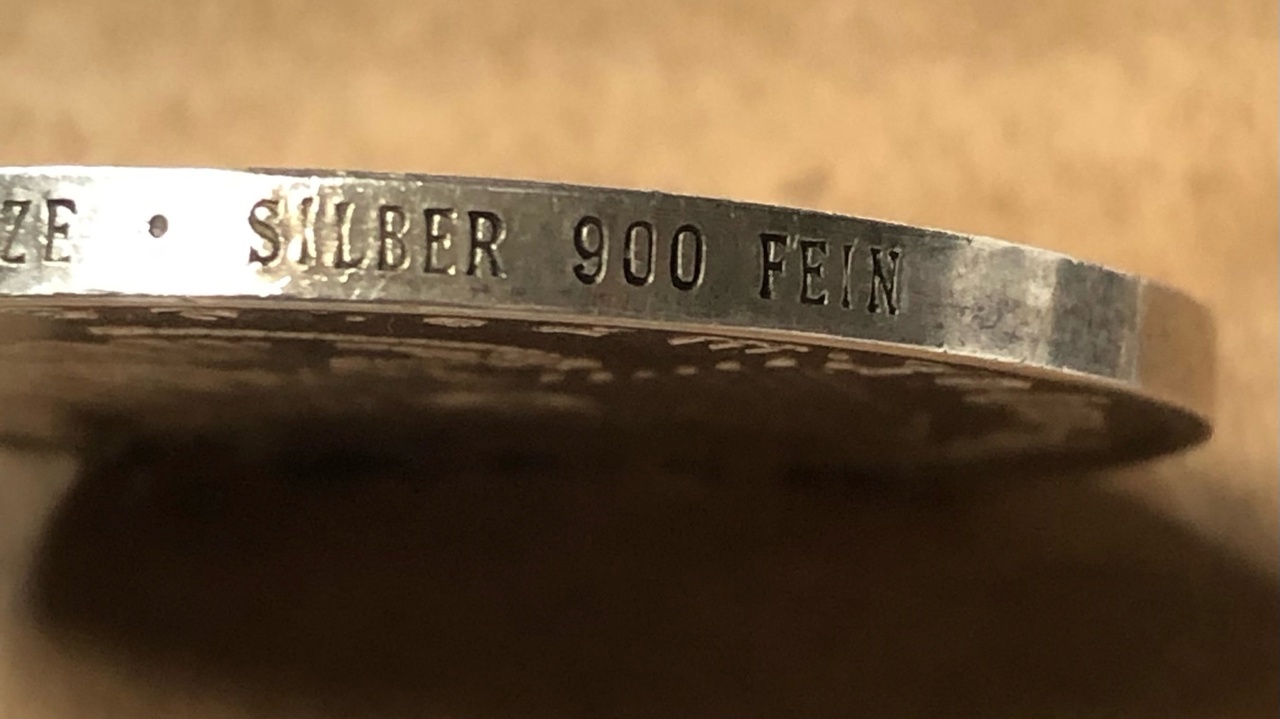 ZE • SILBER 900 FEIN